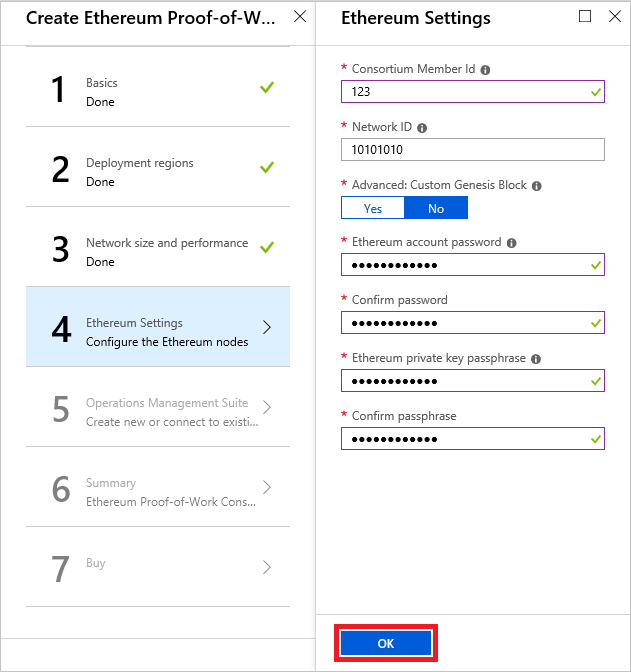 Create Ethereum Proof-of-W...
1
Basics
Done
2
Deployment regions
Done
3
Network size and performance
Done
4
Ethereum Settings
Configure the Ethereum nodes
5
Operations Management Suite
Create new or connect to existi...
6
Summary
Ethereum Proof-of-Work Cons...
7
Buy
Ethereum Settings
* Consortium Member Id
123
* Network ID
10101010
* Advanced: Custom Genesis Block
Yes No
* Ethereum account password
••••••••••••
* Confirm password
••••••••••••
* Ethereum private key passphrase
••••••••••••
* Confirm passphrase
••••••••••••
OK